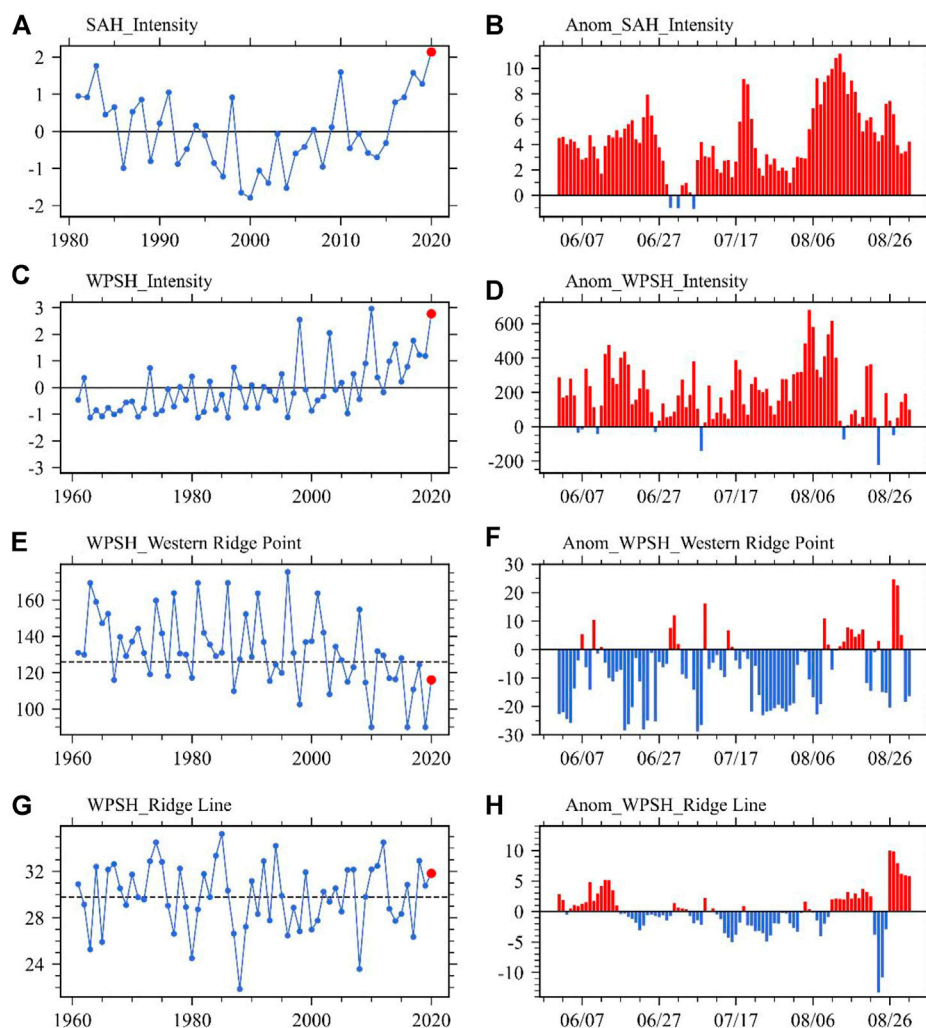 A SAH_Intensity
2
1
0
-1
-2
1980 1990 2000 2010 2020
B Anom_SAH_Intensity
10
8
6
4
2
0
06/07 06/27 07/17 08/06 08/26
C WPSH_Intensity
3
2
1
0
-1
-2
-3
1960 1980 2000 2020
D Anom_WPSH_Intensity
600
400
200
0
-200
06/07 06/27 07/17 08/06 08/26
E WPSH_Western Ridge Point
160
140
120
100
1960 1980 2000 2020
F Anom_WPSH_Western Ridge Point
30
20
10
0
-10
-20
-30
06/07 06/27 07/17 08/06 08/26
G WPSH_Ridge Line
32
28
24
1960 1980 2000 2020
H Anom_WPSH_Ridge Line
10
5
0
-5
-10
06/07 06/27 07/17 08/06 08/26